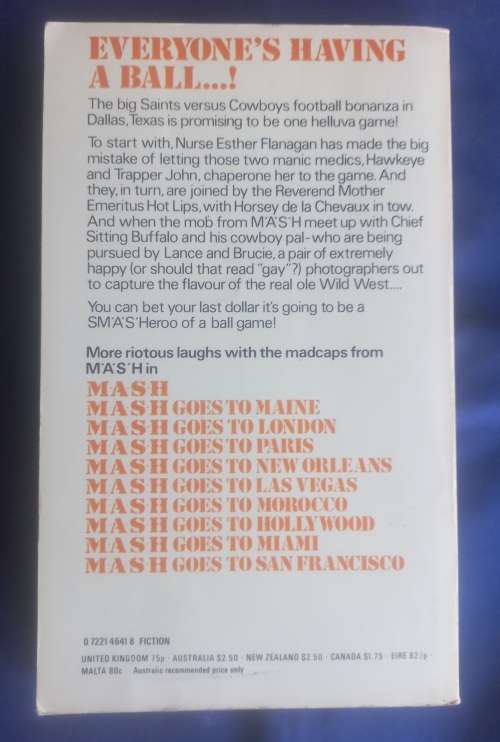 EVERYONE'S HAVING
A BALL...!
The big Saints versus Cowboys football bonanza in
Dallas, Texas is promising to be one helluva game!
To start with, Nurse Esther Flanagan has made the big
mistake of letting those two manic medics, Hawkeye
and Trapper John, chaperone her to the game. And
they, in turn, are joined by the Reverend Mother
Emeritus Hot Lips, with Horsey de la Chevaux in tow.
And when the mob from M*A*S*H meet up with Chief
Sitting Buffalo and his cowboy pal - who are being
pursued by Lance and Brucie, a pair of extremely
happy (or should that read "gay"?) photographers out
to capture the flavour of the real ole Wild West....
You can bet your last dollar it's going to be a
SM*A*S*Heroo of a ball game!
More riotous laughs with the madcaps from
M*A*S*H in
M·A·S·H
M·A·S·H GOES TO MAINE
M·A·S·H GOES TO LONDON
M·A·S·H GOES TO PARIS
M·A·S·H GOES TO NEW ORLEANS
M·A·S·H GOES TO LAS VEGAS
M·A·S·H GOES TO MOROCCO
M·A·S·H GOES TO HOLLYWOOD
M·A·S·H GOES TO MIAMI
M·A·S·H GOES TO SAN FRANCISCO
0 7221 4641 8 FICTION
UNITED KINGDOM 75p · AUSTRALIA $2.50 · NEW ZEALAND $2.50 · CANADA $1.75 · EIRE
MALTA 80c · Australia recommended price only